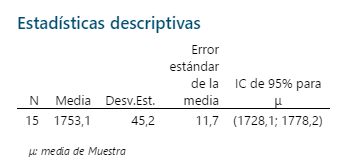 Estadísticas descriptivas
Error
estándar
de la IC de 95% para
N Media Desv.Est. media μ
15 1753,1 45,2 11,7 (1728,1; 1778,2)
μ: media de Muestra